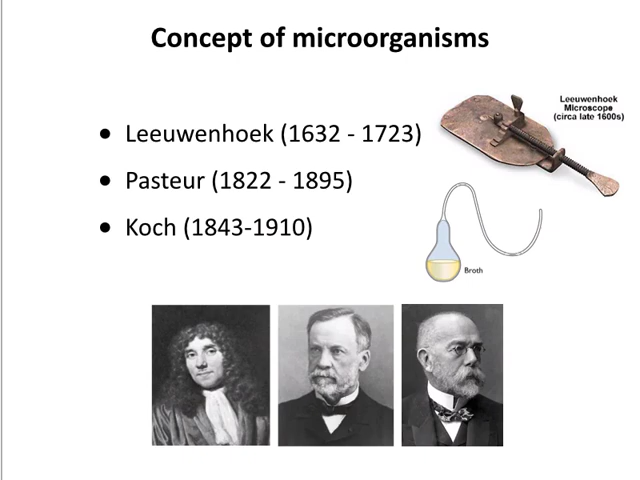 Concept of microorganisms
• Leeuwenhoek (1632 - 1723)
• Pasteur (1822 - 1895)
• Koch (1843-1910)
Leeuwenhoek
Microscope
(circa late 1600s)
Broth